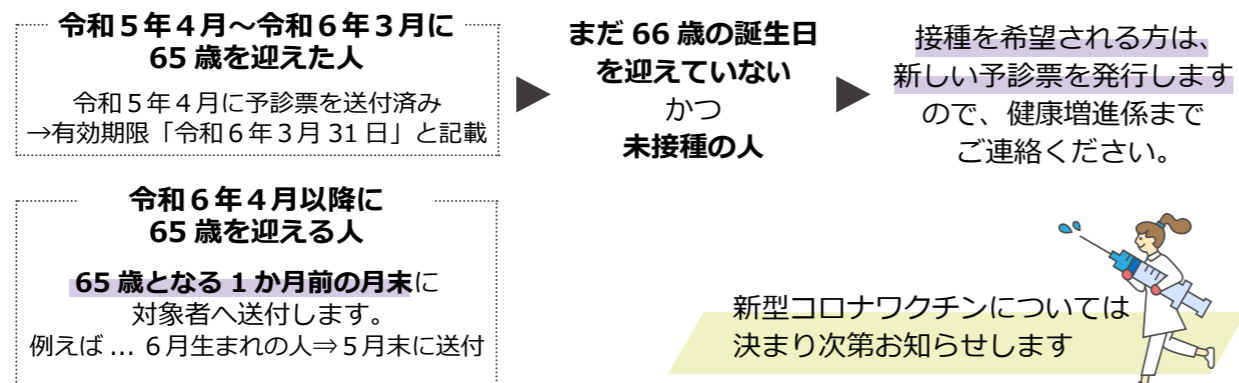 令和５年４月～令和６年３月に
65 歳を迎えた人
令和５年４月に予診票を送付済み
→有効期限「令和６年３月 31 日」と記載
▶
まだ 66 歳の誕生日
を迎えていない
かつ
未接種の人
▶
接種を希望される方は、
新しい予診票を発行します
ので、健康増進係まで
ご連絡ください。
令和６年４月以降に
65 歳を迎える人
65 歳となる 1 か月前の月末に
対象者へ送付します。
例えば ... ６月生まれの人⇒５月末に送付
新型コロナワクチンについては
決まり次第お知らせします